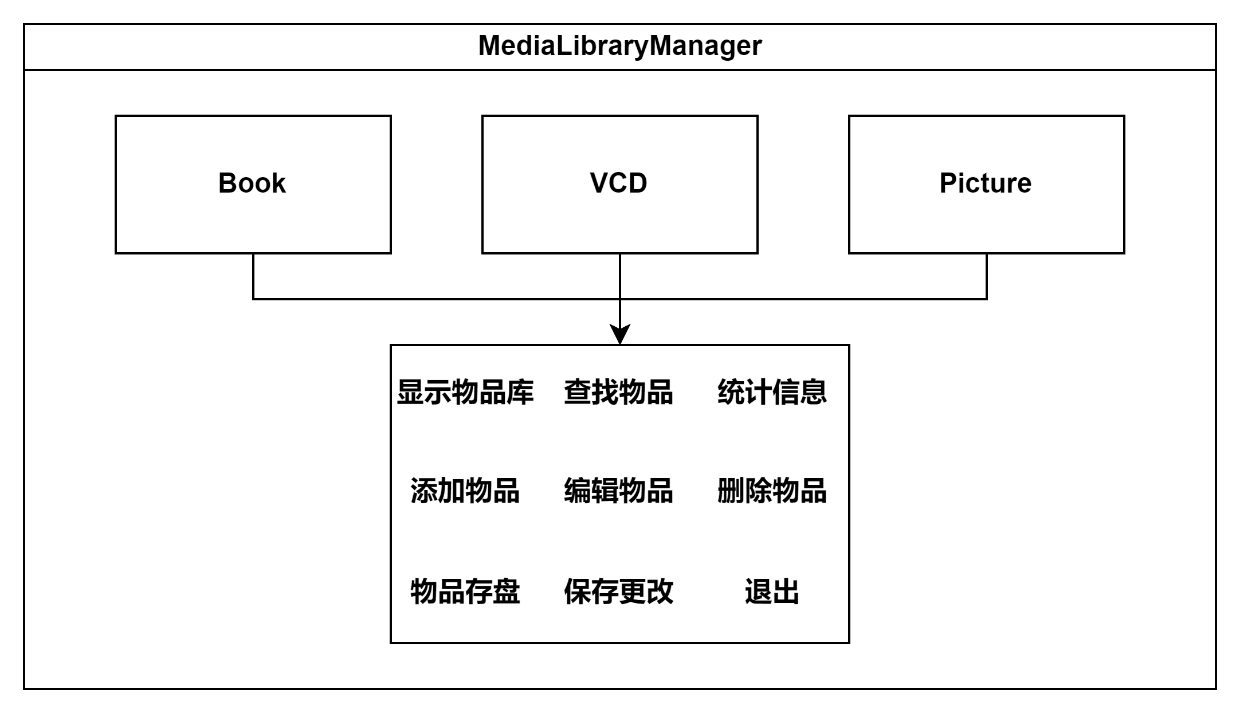 MediaLibraryManager
Book VCD Picture
显示物品库 查找物品 统计信息
添加物品 编辑物品 删除物品
物品存盘 保存更改 退出